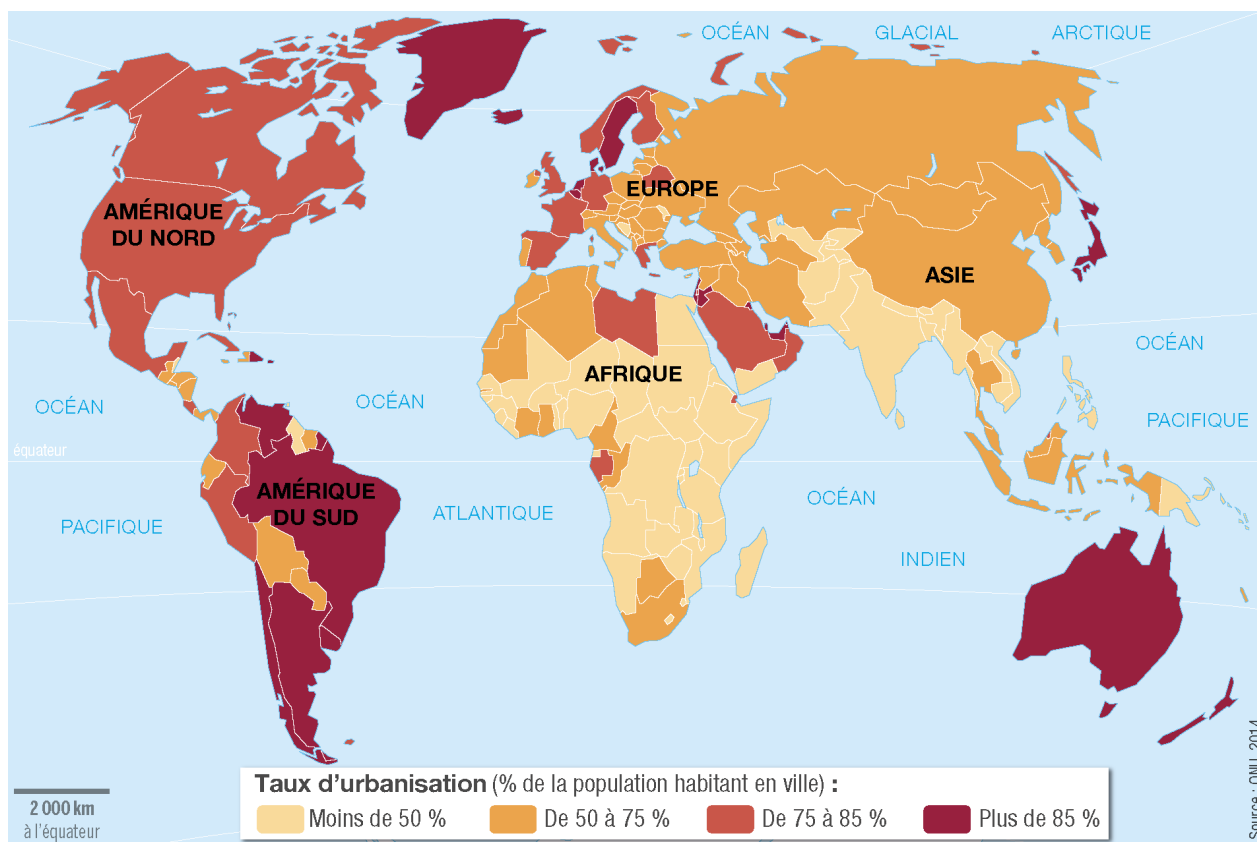 OCÉAN GLACIAL ARCTIQUE
AMÉRIQUE
DU NORD
EUROPE
ASIE
AFRIQUE
OCÉAN
OCÉAN
OCÉAN
PACIFIQUE
équateur
AMÉRIQUE
DU SUD
PACIFIQUE
ATLANTIQUE
OCÉAN
INDIEN
Source : ONU, 2014
2 000 km
à l'équateur
Taux d'urbanisation (% de la population habitant en ville) :
Moins de 50 % De 50 à 75 % De 75 à 85 % Plus de 85 %